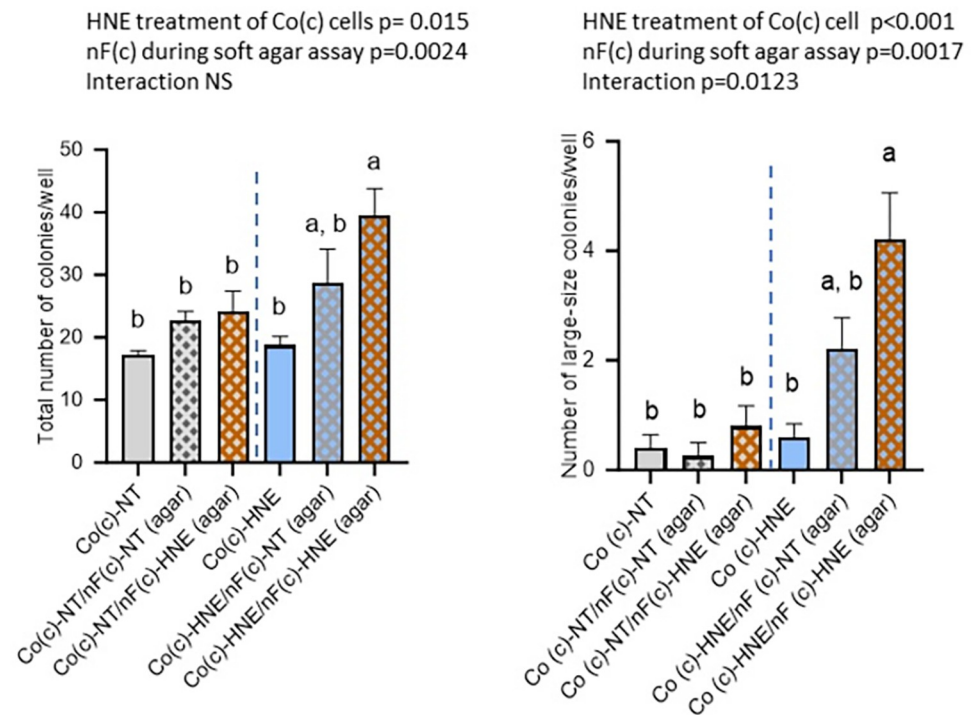 HNE treatment of Co(c) cells p= 0.015
nF(c) during soft agar assay p=0.0024
Interaction NS
Total number of colonies/well
50
40
30
20
10
0
b
b
b
b
a, b
a
Co(c)-NT
Co(c)-NT/nF(c)-NT (agar)
Co(c)-NT/nF(c)-HNE (agar)
Co(c)-HNE
Co(c)-HNE/nF(c)-NT (agar)
Co(c)-HNE/nF(c)-HNE (agar)
HNE treatment of Co(c) cell p<0.001
nF(c) during soft agar assay p=0.0017
Interaction p=0.0123
Number of large-size colonies/well
6
4
2
0
b
b
b
b
a, b
a
Co (c)-NT
Co (c)-NT/nF(c)-NT (agar)
Co (c)-NT/nF(c)-HNE (agar)
Co (c)-HNE
Co (c)-HNE/nF (c)-NT (agar)
Co (c)-HNE/nF (c)-HNE (agar)